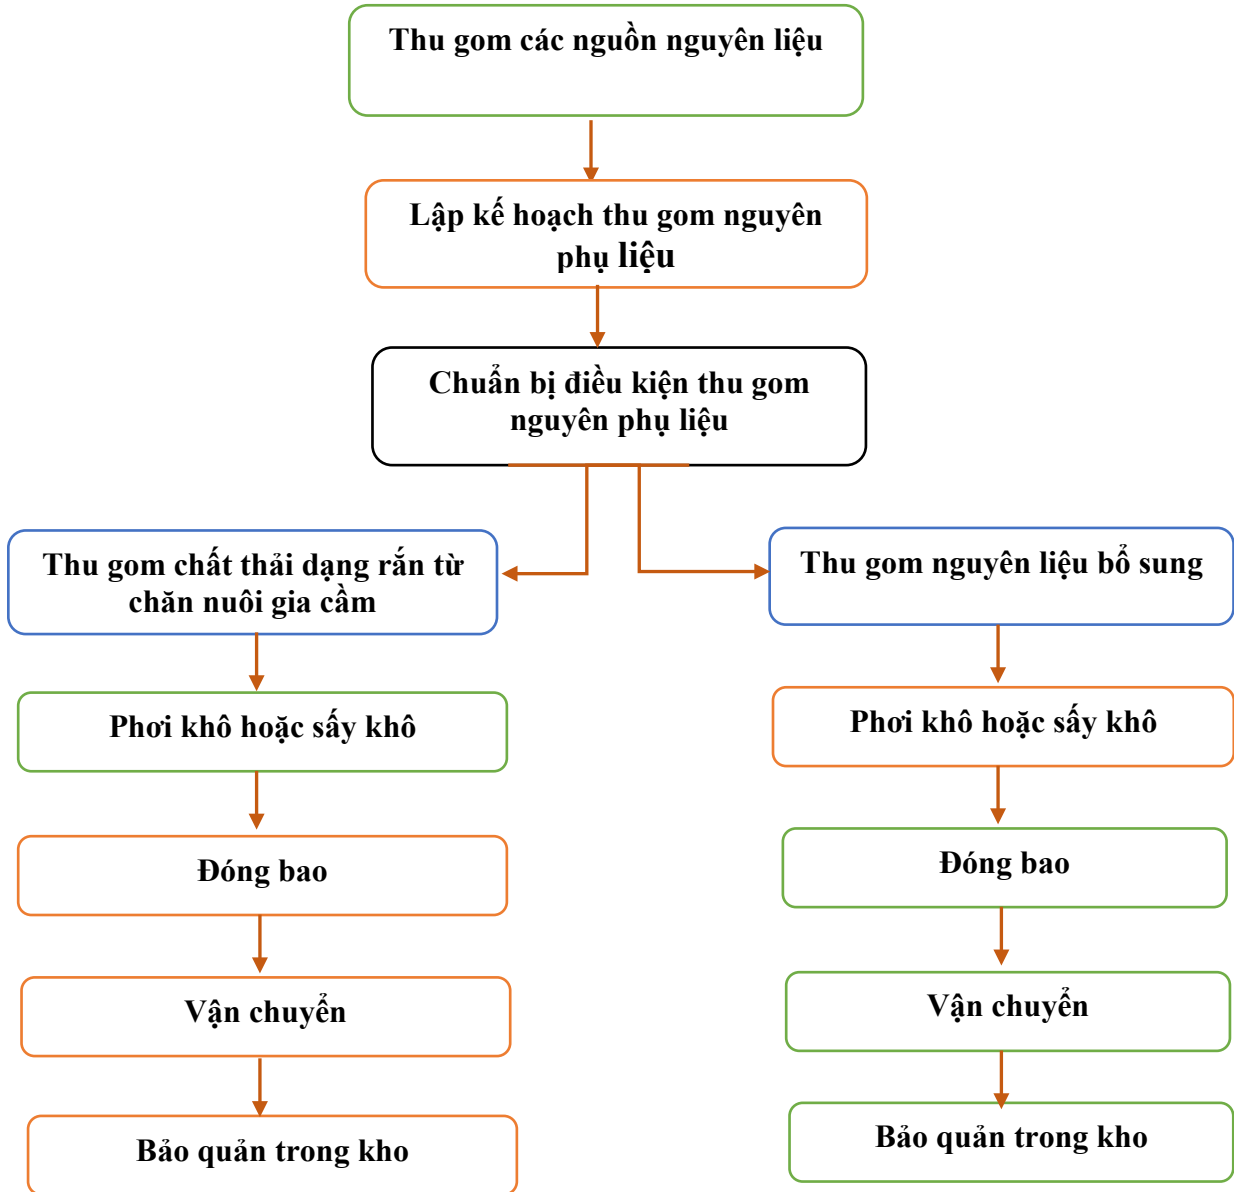 Thu gom các nguồn nguyên liệu
Lập kế hoạch thu gom nguyên
phụ liệu
Chuẩn bị điều kiện thu gom
nguyên phụ liệu
Thu gom chất thải dạng rắn từ
chăn nuôi gia cầm
Phơi khô hoặc sấy khô
Đóng bao
Vận chuyển
Bảo quản trong kho
Thu gom nguyên liệu bổ sung
Phơi khô hoặc sấy khô
Đóng bao
Vận chuyển
Bảo quản trong kho